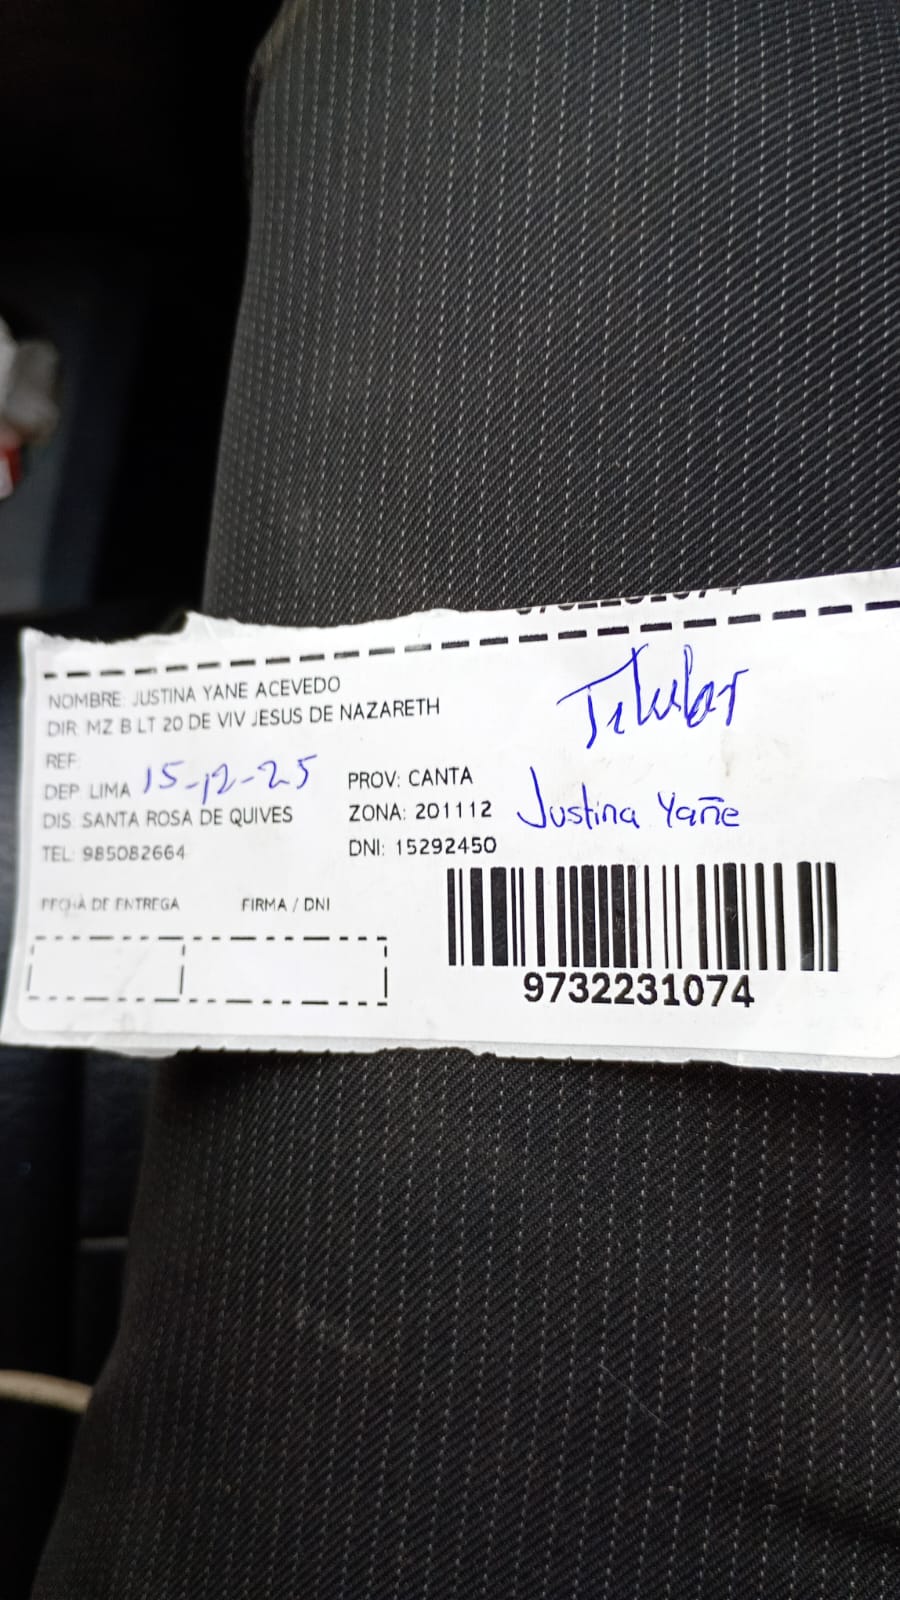 NOMBRE: JUSTINA YANE ACEVEDO
DIR: MZ B LT 20 DE VIV JESUS DE NAZARETH
Titular
REF:
DEP: LIMA 15-12-25 PROV: CANTA
DIS: SANTA ROSA DE QUIVES ZONA: 201112 Justina Yañe
TEL: 985082664 DNI: 15292450
FECHA DE ENTREGA FIRMA / DNI
9732231074